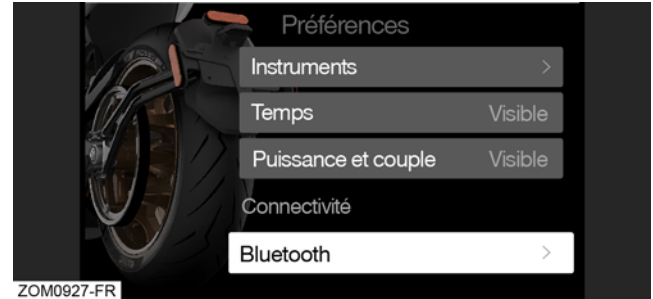 Préférences
Instruments >
Temps Visible
Puissance et couple Visible
Connectivité
Bluetooth >
ZOM0927-FR